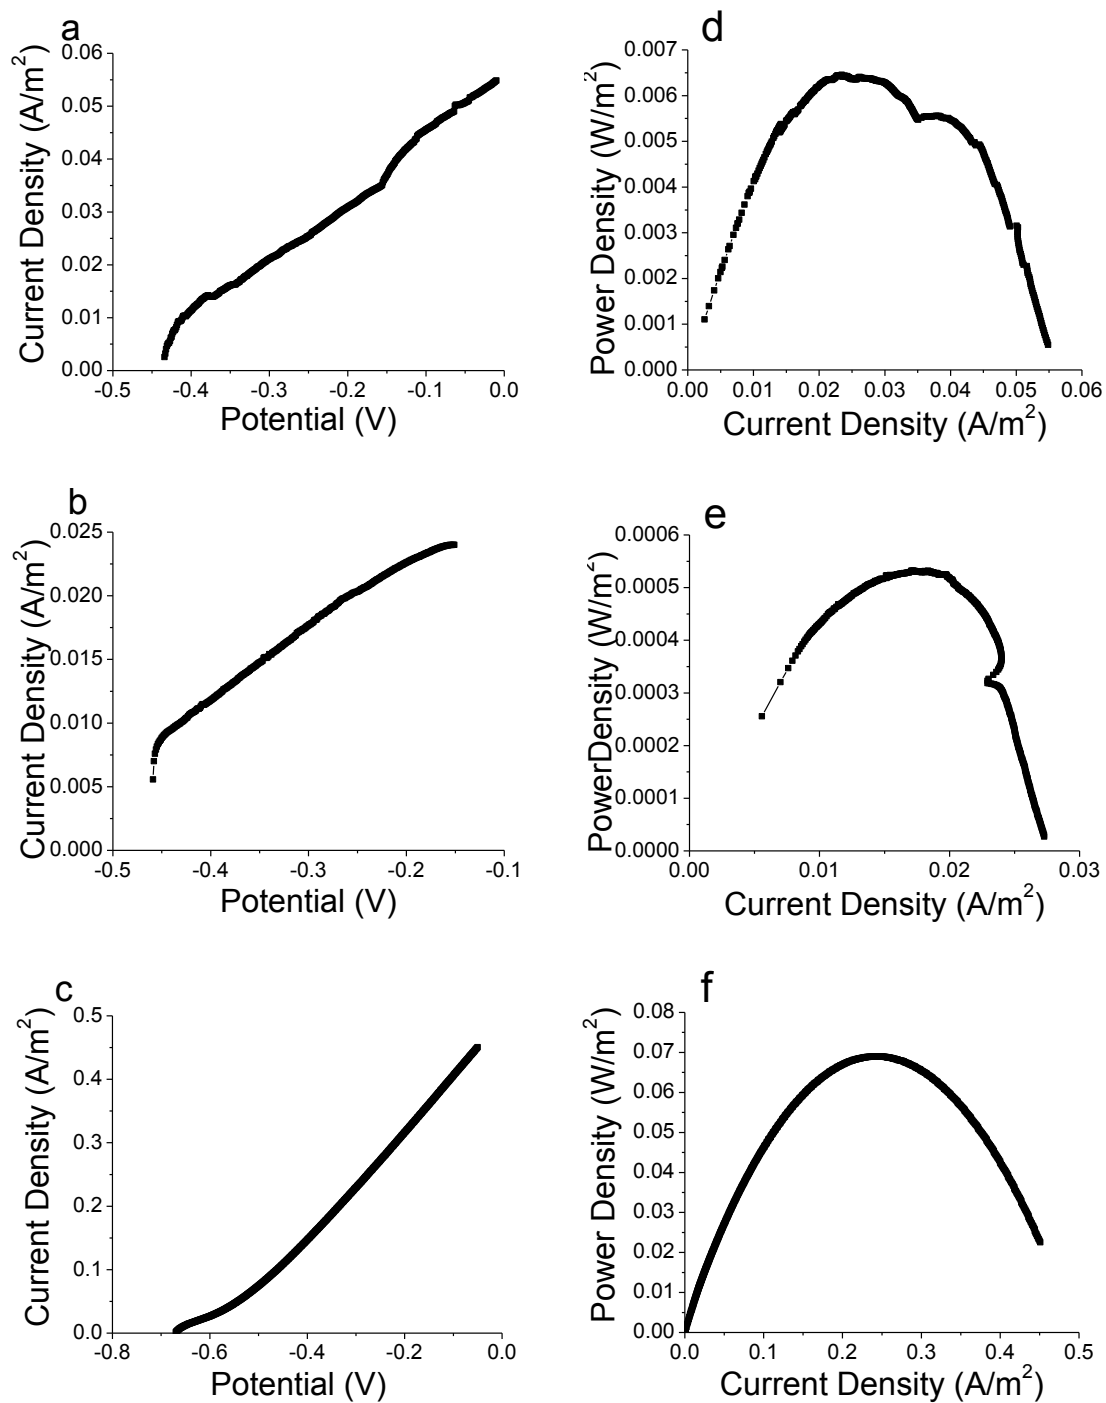 a
0.06
0.05
0.04
0.03
0.02
0.01
0.00
-0.5 -0.4 -0.3 -0.2 -0.1 0.0
Current Density (A/m²)
Potential (V)
d
0.007
0.006
0.005
0.004
0.003
0.002
0.001
0.000
0.00 0.01 0.02 0.03 0.04 0.05 0.06
Power Density (W/m²)
Current Density (A/m²)
b
0.025
0.020
0.015
0.010
0.005
0.000
-0.5 -0.4 -0.3 -0.2 -0.1
Current Density (A/m²)
Potential (V)
e
0.0006
0.0005
0.0004
0.0003
0.0002
0.0001
0.0000
0.00 0.01 0.02 0.03
PowerDensity (W/m²)
Current Density (A/m²)
c
0.5
0.4
0.3
0.2
0.1
0.0
-0.8 -0.6 -0.4 -0.2 0.0
Current Density (A/m²)
Potential (V)
f
0.08
0.07
0.06
0.05
0.04
0.03
0.02
0.01
0.00
0.0 0.1 0.2 0.3 0.4 0.5
Power Density (W/m²)
Current Density (A/m²)